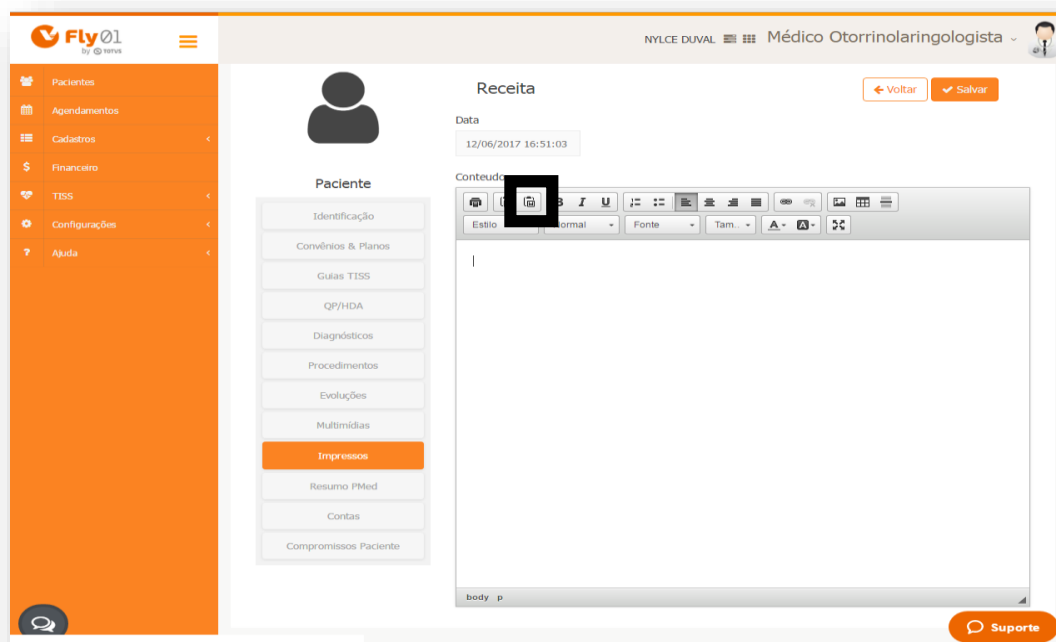 Fly01
by TOTVS
NYLCE DUVAL Médico Otorrinolaringologista
Pacientes
Agendamentos
Cadastros
Financeiro
TISS
Configurações
Ajuda
Paciente
Identificação
Convênios & Planos
Guias TISS
QP/HDA
Diagnósticos
Procedimentos
Evoluções
Multimídias
Impressos
Resumo PMed
Contas
Compromissos Paciente
Receita
Voltar
Salvar
Data
12/06/2017 16:51:03
Conteudo
B I U
Estilo Normal Fonte Tam... A A
body p
Suporte